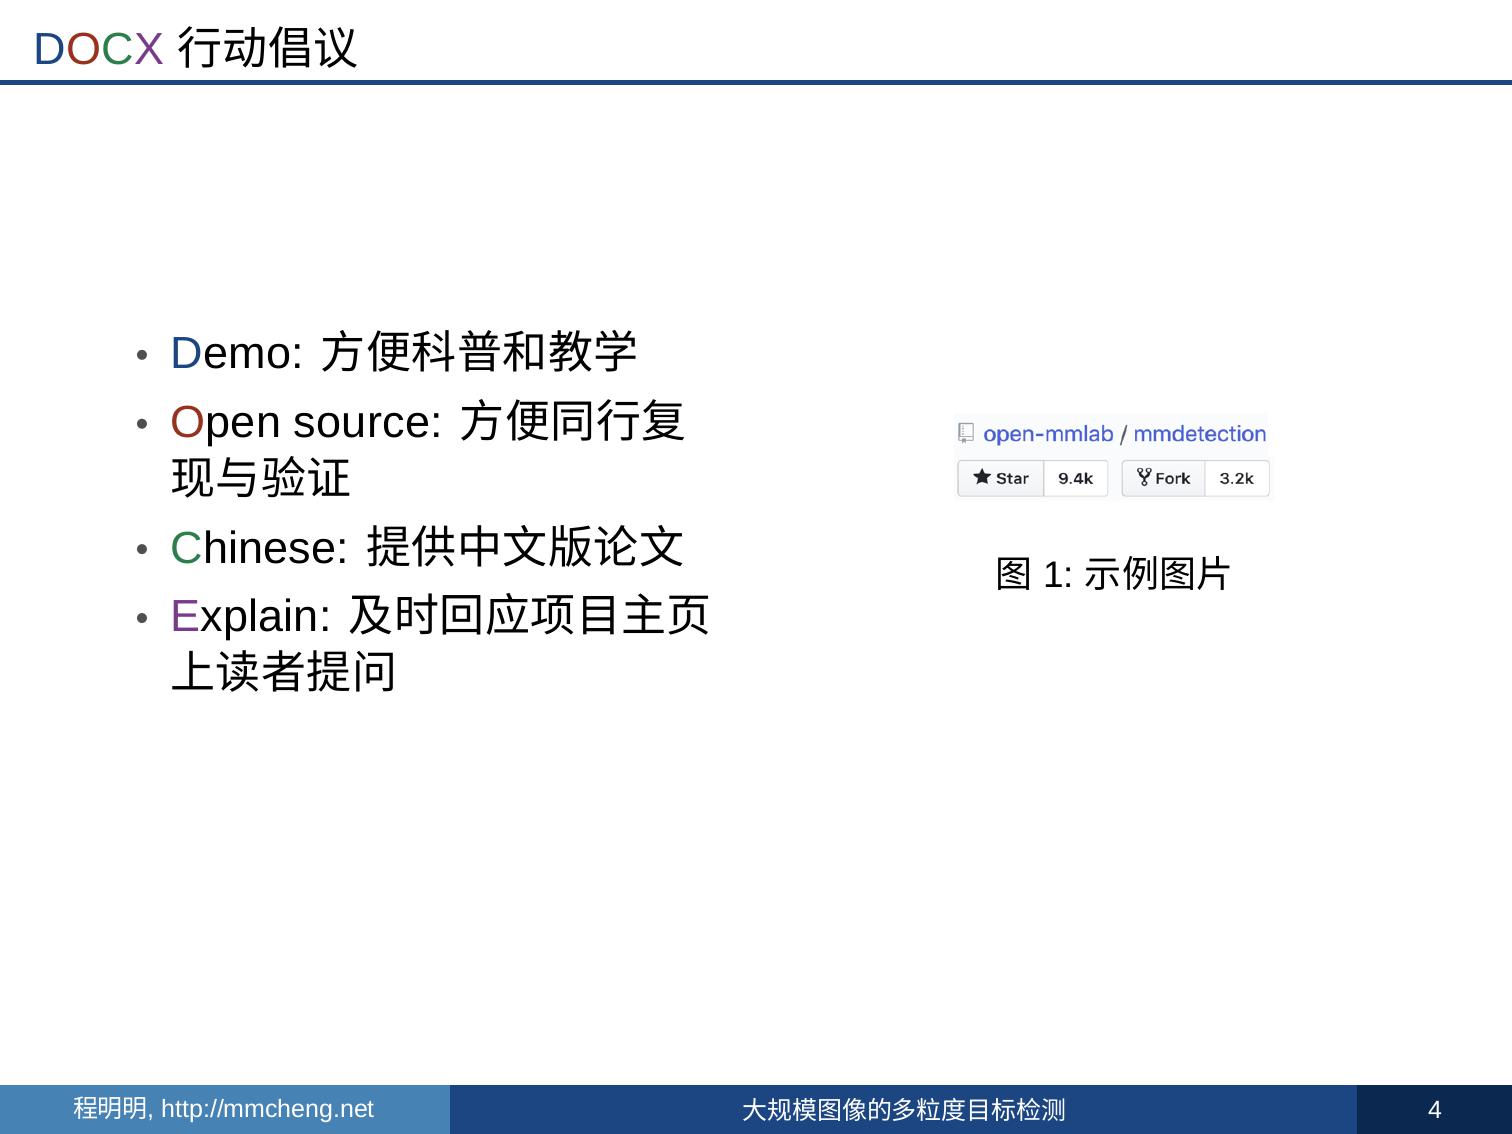 DOCX 行动倡议
• Demo: 方便科普和教学
• Open source: 方便同行复
现与验证
• Chinese: 提供中文版论文
• Explain: 及时回应项目主页
上读者提问
open-mmlab / mmdetection
Star 9.4k Fork 3.2k
图 1: 示例图片
程明明, http://mmcheng.net 大规模图像的多粒度目标检测 4